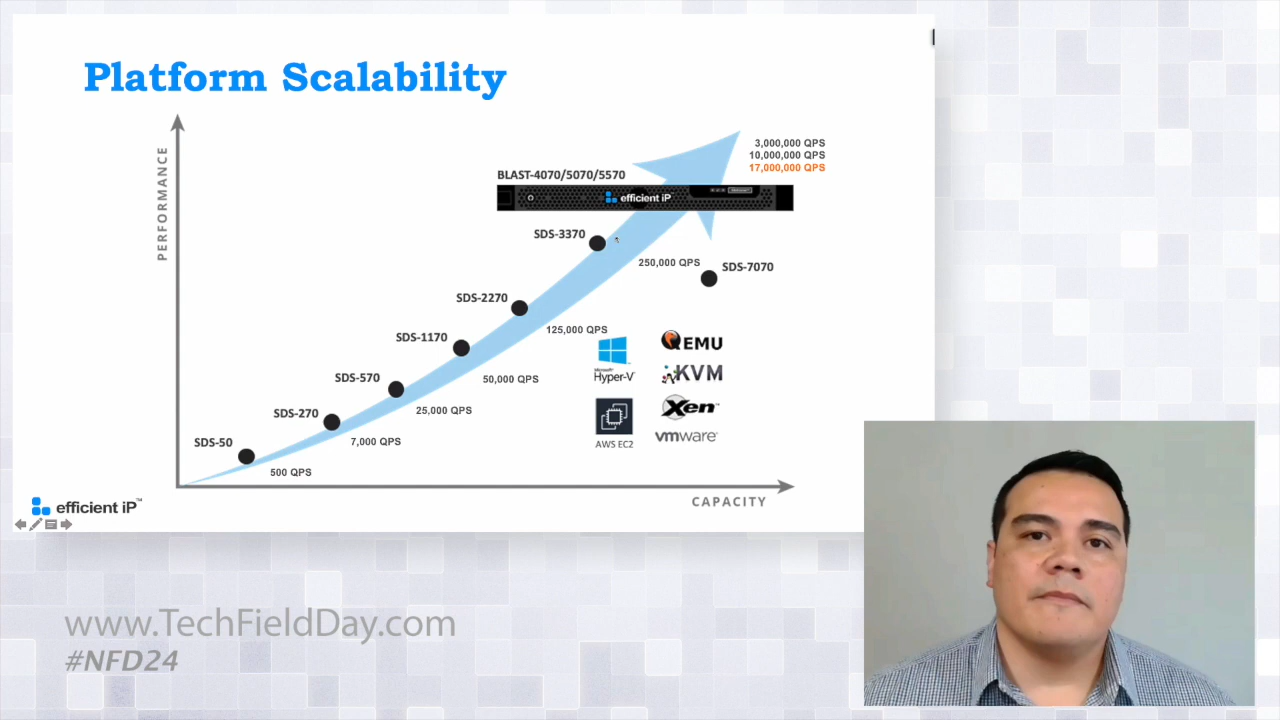 Platform Scalability
PERFORMANCE
3,000,000 QPS
10,000,000 QPS
17,000,000 QPS
BLAST-4070/5070/5570
efficient iP
SDS-3370
250,000 QPS
SDS-7070
SDS-2270
125,000 QPS
SDS-1170
50,000 QPS
SDS-570
25,000 QPS
SDS-270
7,000 QPS
SDS-50
500 QPS
Microsoft
Hyper-V
QEMU
KVM
AWS EC2
Xen™
vmware
CAPACITY
efficient iP™
www.TechFieldDay.com
#NFD24